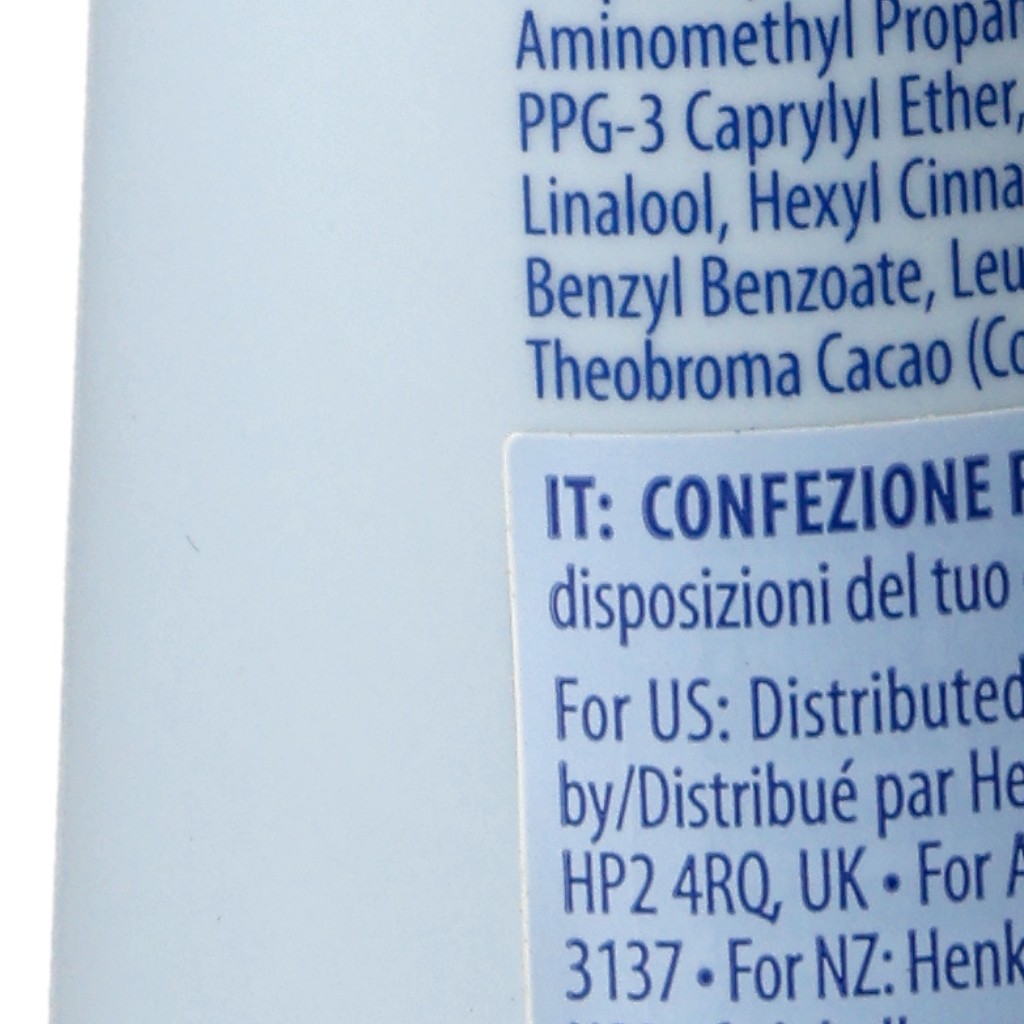 Aminomethyl Propan
PPG-3 Caprylyl Ether,
Linalool, Hexyl Cinna
Benzyl Benzoate, Leu
Theobroma Cacao (Co
IT: CONFEZIONE
disposizioni del tuo
For US: Distributed
by/Distribué par He
HP2 4RQ, UK • For A
3137 • For NZ: Henk